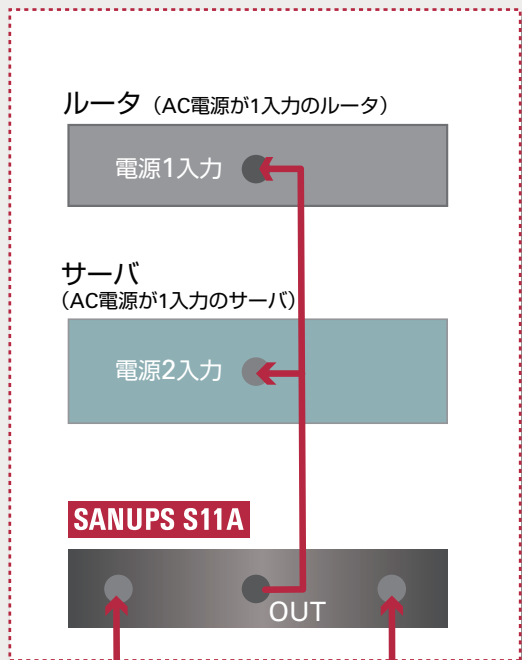 ルータ（AC電源が1入力のルータ）
電源1入力
サーバ
（AC電源が1入力のサーバ）
電源2入力
SANUPS S11A
OUT